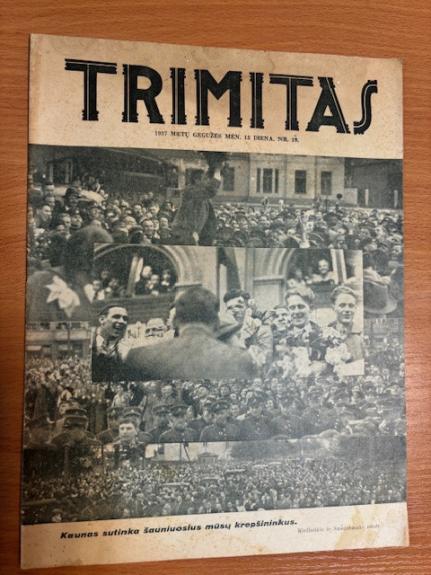 TRIMITAS
1937 METŲ GEGUŽĖS MĖN. 13 DIENA. NR. 19.
Kaunas sutinka šauniuosius mūsų krepšininkus.